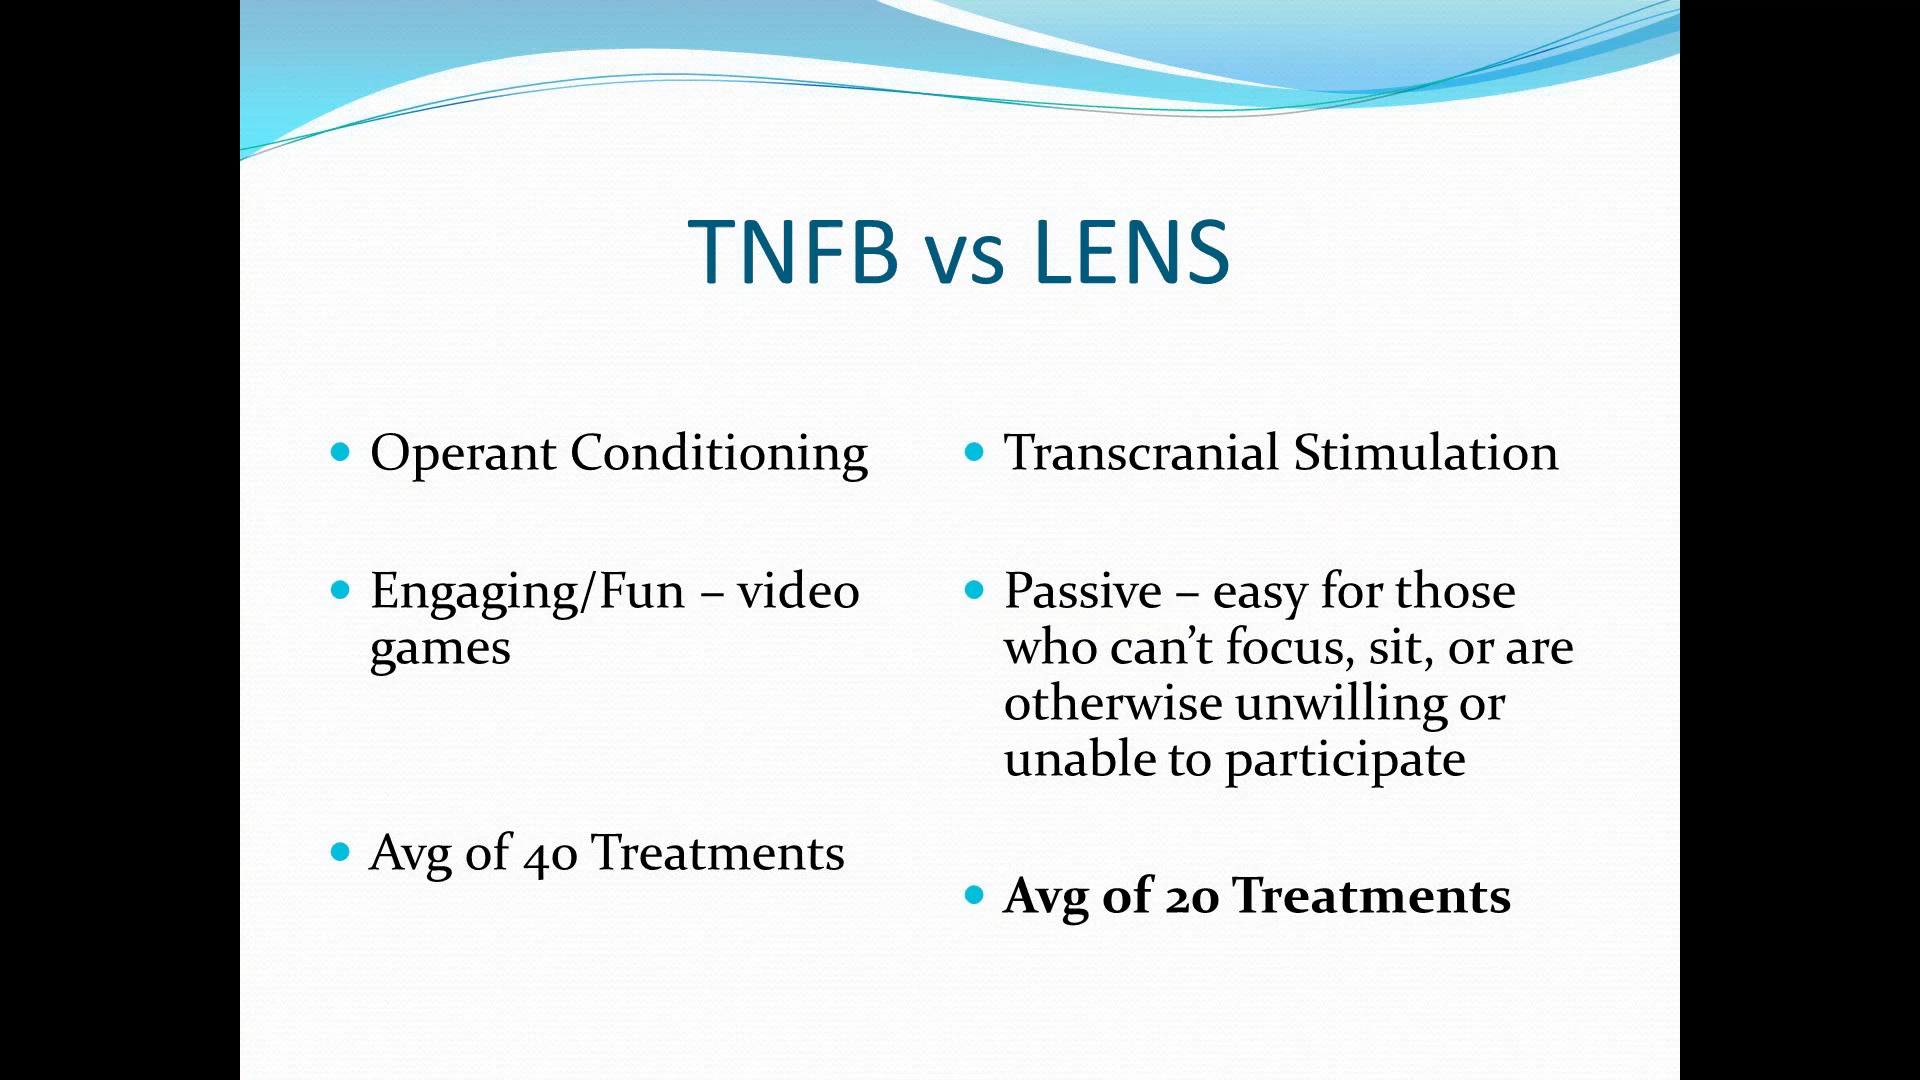 TNFB vs LENS
• Operant Conditioning
• Engaging/Fun – video
games
• Avg of 40 Treatments
• Transcranial Stimulation
• Passive – easy for those
who can’t focus, sit, or are
otherwise unwilling or
unable to participate
• Avg of 20 Treatments